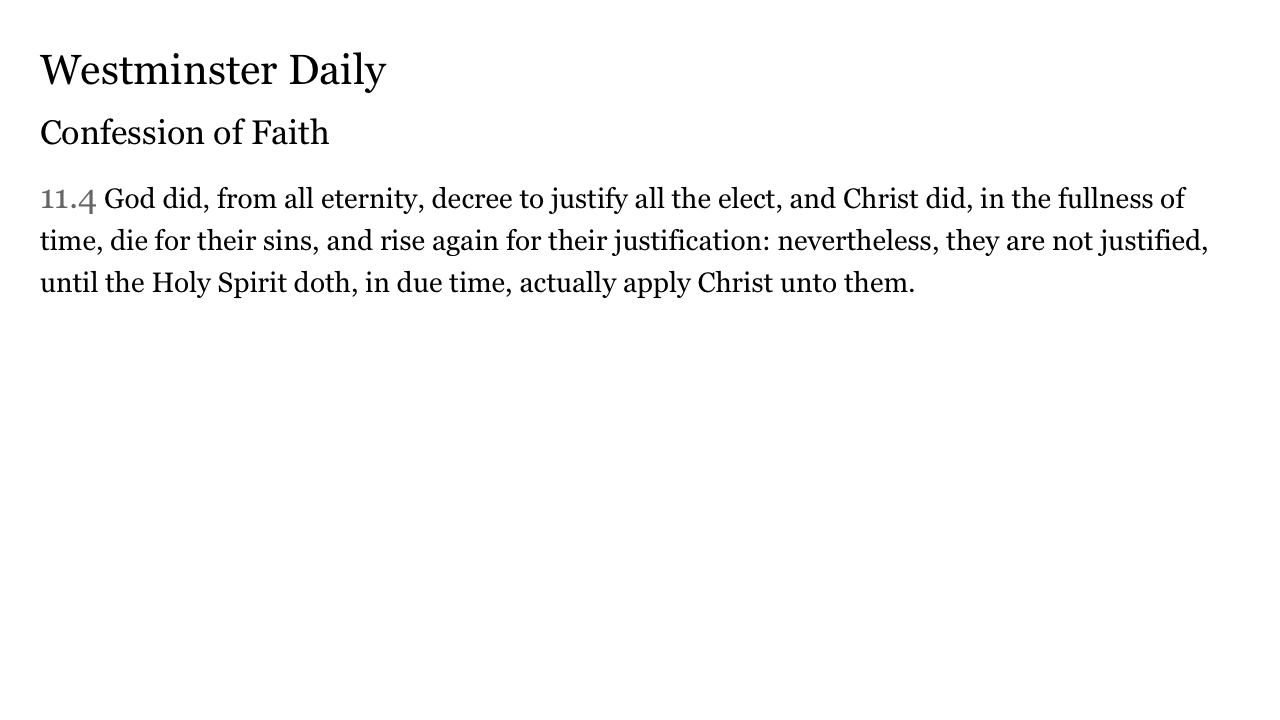 Westminster Daily
Confession of Faith
11.4 God did, from all eternity, decree to justify all the elect, and Christ did, in the fullness of
time, die for their sins, and rise again for their justification: nevertheless, they are not justified,
until the Holy Spirit doth, in due time, actually apply Christ unto them.